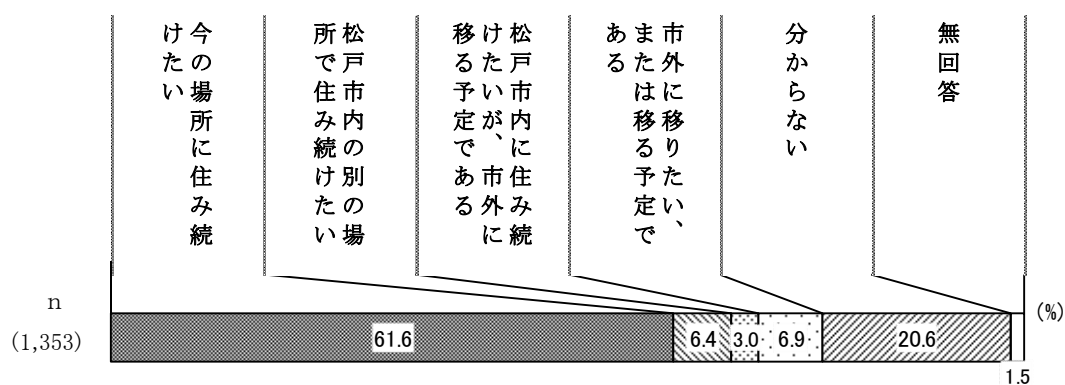 今の場所に住み続
けたい
松戸市内の別の場
所で住み続けたい
松戸市内に住み続
けたいが、市外に
移る予定である
市外に移りたい、
または移る予定で
ある
分からない
無回答
n
(1,353)
61.6
6.4
3.0
6.9
20.6
1.5
(%)